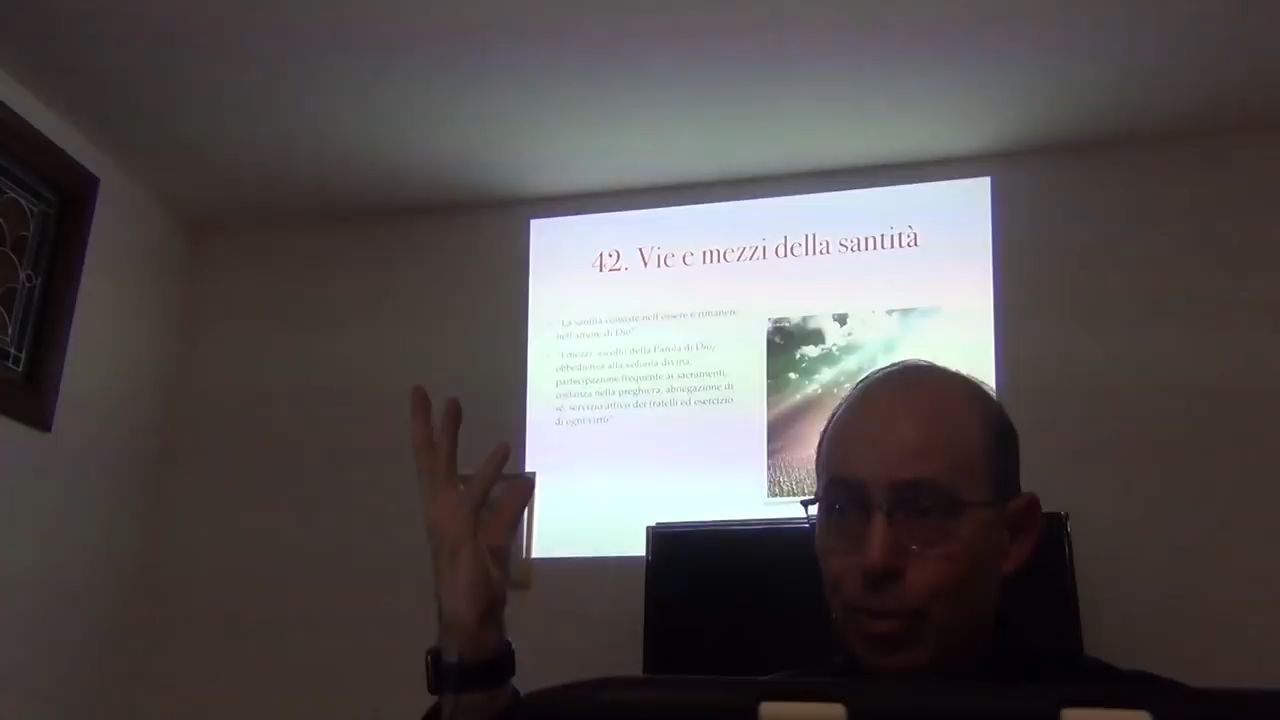 42. Vie e mezzi della santità
"La santità consiste nell'essere e rimanere
nell'amore di Dio"
"I mezzi: ascolto della Parola di Dio,
obbedienza alla volontà divina,
partecipazione frequente ai sacramenti,
costanza nella preghiera, abnegazione di
sé, servizio attivo dei fratelli ed esercizio
di ogni virtù"